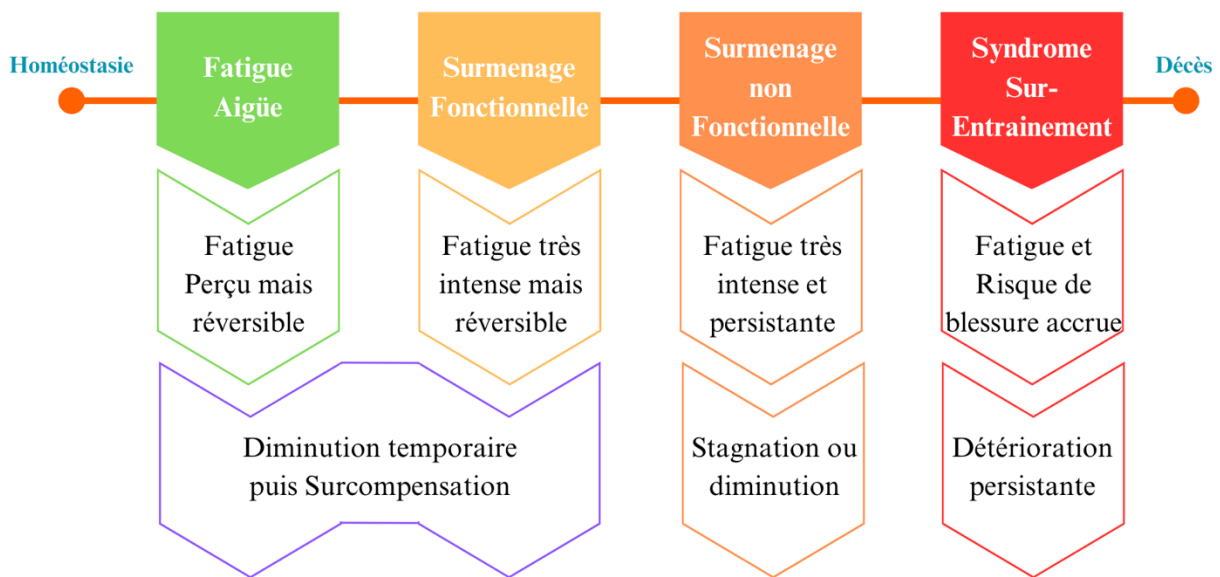 Homéostasie
Fatigue
Aigüe
Surmenage
Fonctionnelle
Surmenage
non
Fonctionnelle
Syndrome
Sur-
Entrainement
Décès
Fatigue
Perçu mais
réversible
Fatigue très
intense mais
réversible
Fatigue très
intense et
persistante
Fatigue et
Risque de
blessure accrue
Diminution temporaire
puis Surcompensation
Stagnation ou
diminution
Détérioration
persistante